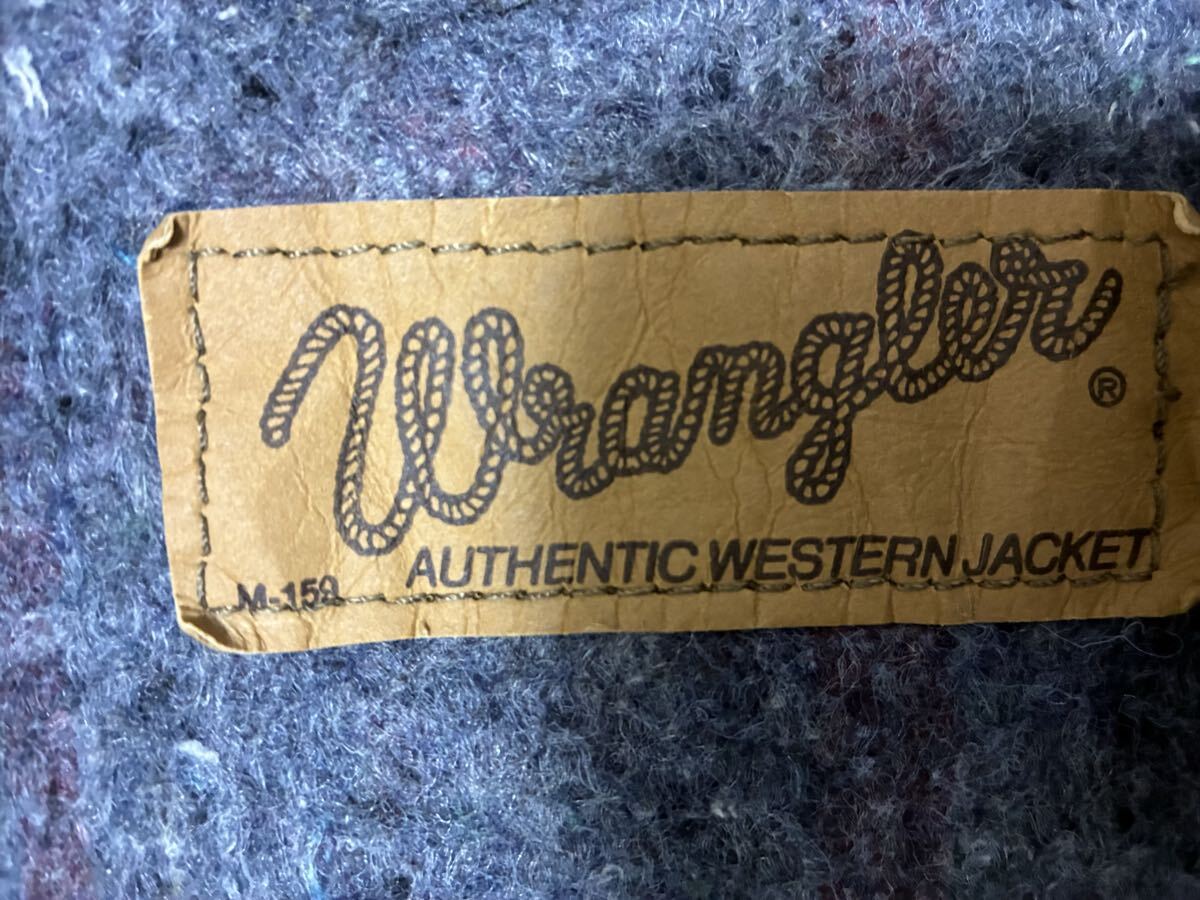 Wrangler
®
AUTHENTIC WESTERN JACKET
M-159